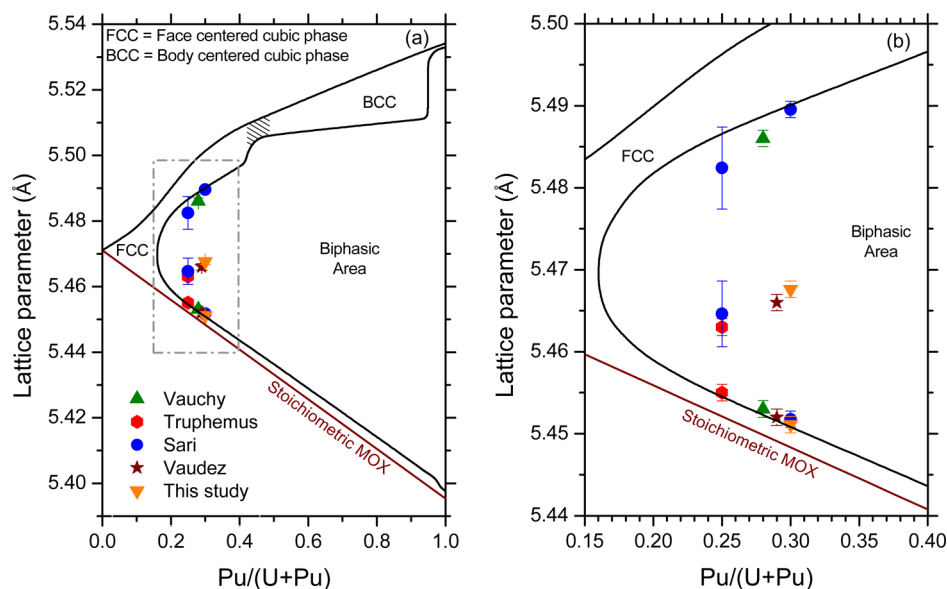 (a)
FCC = Face centered cubic phase
BCC = Body centered cubic phase
5.54
5.52
5.50
5.48
5.46
5.44
5.42
5.40
Lattice parameter (Å)
BCC
FCC
Biphasic
Area
Stoichiometric MOX
Vauchy
Truphemus
Sari
Vaudez
This study
0.0
0.2
0.4
0.6
0.8
1.0
Pu/(U+Pu)
(b)
5.50
5.49
5.48
5.47
5.46
5.45
5.44
Lattice parameter (Å)
FCC
Biphasic
Area
Stoichiometric MOX
0.15
0.20
0.25
0.30
0.35
0.40
Pu/(U+Pu)